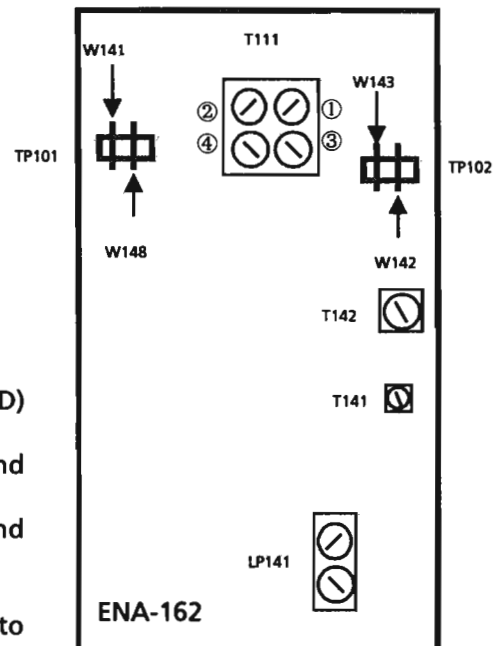 T111
W141
W143
②
①
④
③
TP101
TP102
W148
W142
T142
T141
D)
nd
nd
LP141
ENA-162
to